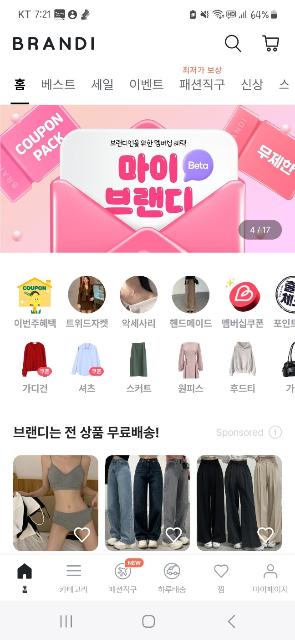 KT 7:21
64%
BRANDI
최저가 보상
홈 베스트 세일 이벤트 패션직구 신상 스
COUPON PACK
브랜디인을 위한 멤버십 혜택!
마이 브랜디
Beta
무제한
4 / 17
COUPON
이번주혜택 트위드자켓 악세사리 핸드메이드 멤버십쿠폰 포인트
쿠폰 쿠폰
가디건 셔츠 스커트 원피스 후드티 가
브랜디는 전 상품 무료배송!
Sponsored
NEW
홈 카테고리 패션직구 하루배송 찜 마이페이지